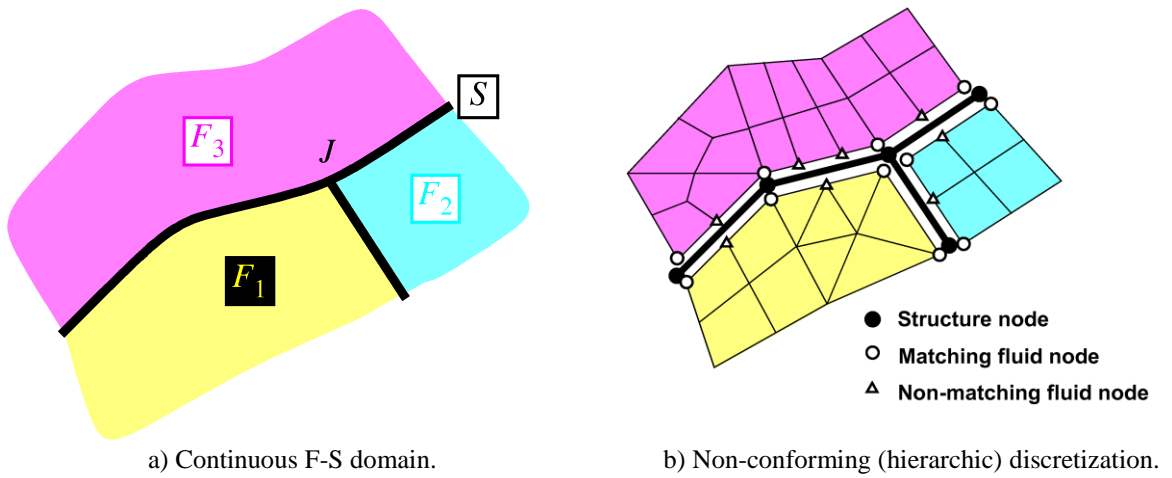 S
J
F3
F2
F1
Structure node
Matching fluid node
Non-matching fluid node
a) Continuous F-S domain.
b) Non-conforming (hierarchic) discretization.